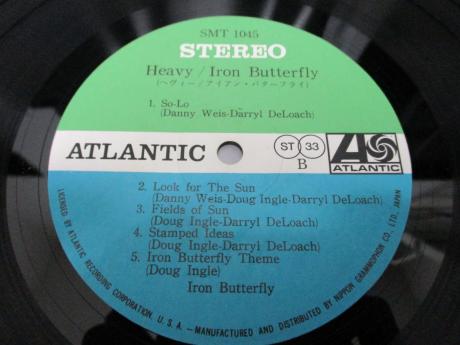 SMT 1045
STEREO
Heavy / Iron Butterfly
(ヘヴィー/アイアン・バターフライ)
1. So-Lo
(Danny Weis-Darryl DeLoach)
ATLANTIC
ST 33
B
ATLANTIC
2. Look for The Sun
(Danny Weis-Doug Ingle-Darryl DeLoach)
3. Fields of Sun
(Doug Ingle-Darryl DeLoach)
4. Stamped Ideas
(Doug Ingle-Darryl DeLoach)
5. Iron Butterfly Theme
(Doug Ingle)
Iron Butterfly
LICENSED BY ATLANTIC RECORDING CORPORATION, U.S.A.-MANUFACTURED AND DISTRIBUTED BY NIPPON GRAMMOPHON CO., LTD., JAPAN